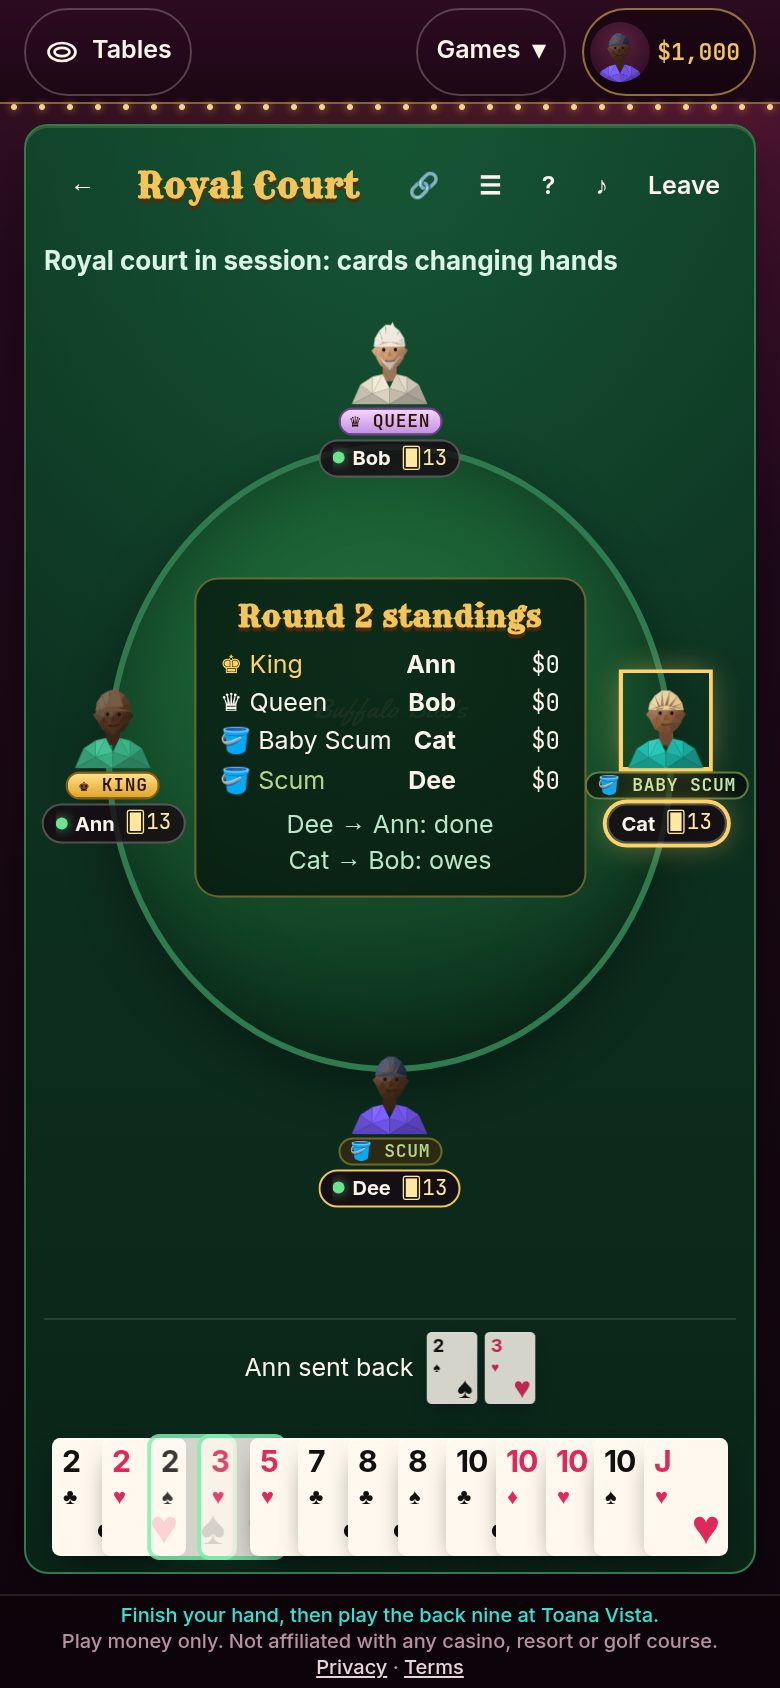 Tables Games ▼ $1,000
← Royal Court ☰ ? ♪ Leave
Royal court in session: cards changing hands
♛ QUEEN
Bob 13
Round 2 standings
♚ King Ann $0
♛ Queen Bob $0
Baby Scum Cat $0
Scum Dee $0
Dee → Ann: done
Cat → Bob: owes
♚ KING
Ann 13
BABY SCUM
Cat 13
SCUM
Dee 13
Ann sent back 2♠ 3♥
2♣ 2♥ 2♠ 3♥ 5♥ 7♣ 8♣ 8♠ 10♣ 10♦ 10♥ 10♠ J♥
Finish your hand, then play the back nine at Toana Vista.
Play money only. Not affiliated with any casino, resort or golf course.
Privacy · Terms